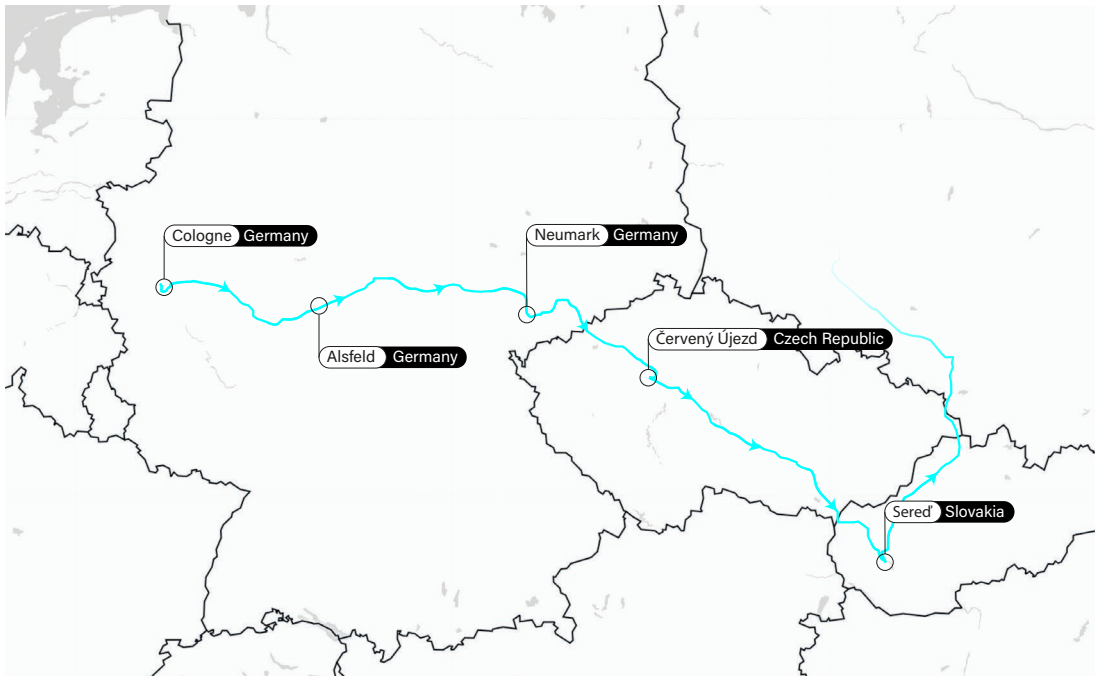 Cologne Germany
Neumark Germany
Červený Újezd Czech Republic
Alsfeld Germany
Sereď Slovakia